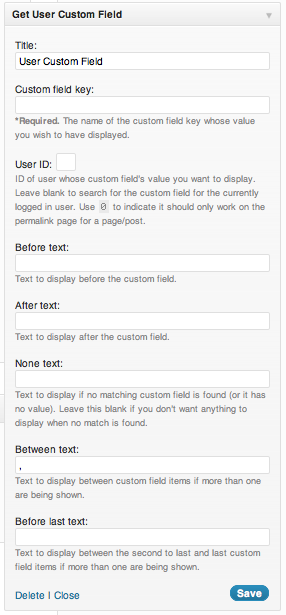 Get User Custom Field
Title:
User Custom Field
Custom field key:
*Required. The name of the custom field key whose value
you wish to have displayed.
User ID:
ID of user whose custom field's value you want to display.
Leave blank to search for the custom field for the currently
logged in user. Use 0 to indicate it should only work on the
permalink page for a page/post.
Before text:
Text to display before the custom field.
After text:
Text to display after the custom field.
None text:
Text to display if no matching custom field is found (or it has
no value). Leave this blank if you don't want anything to
display when no match is found.
Between text:
,
Text to display between custom field items if more than one
are being shown.
Before last text:
Text to display between the second to last and last custom
field items if more than one are being shown.
Delete | Close
Save